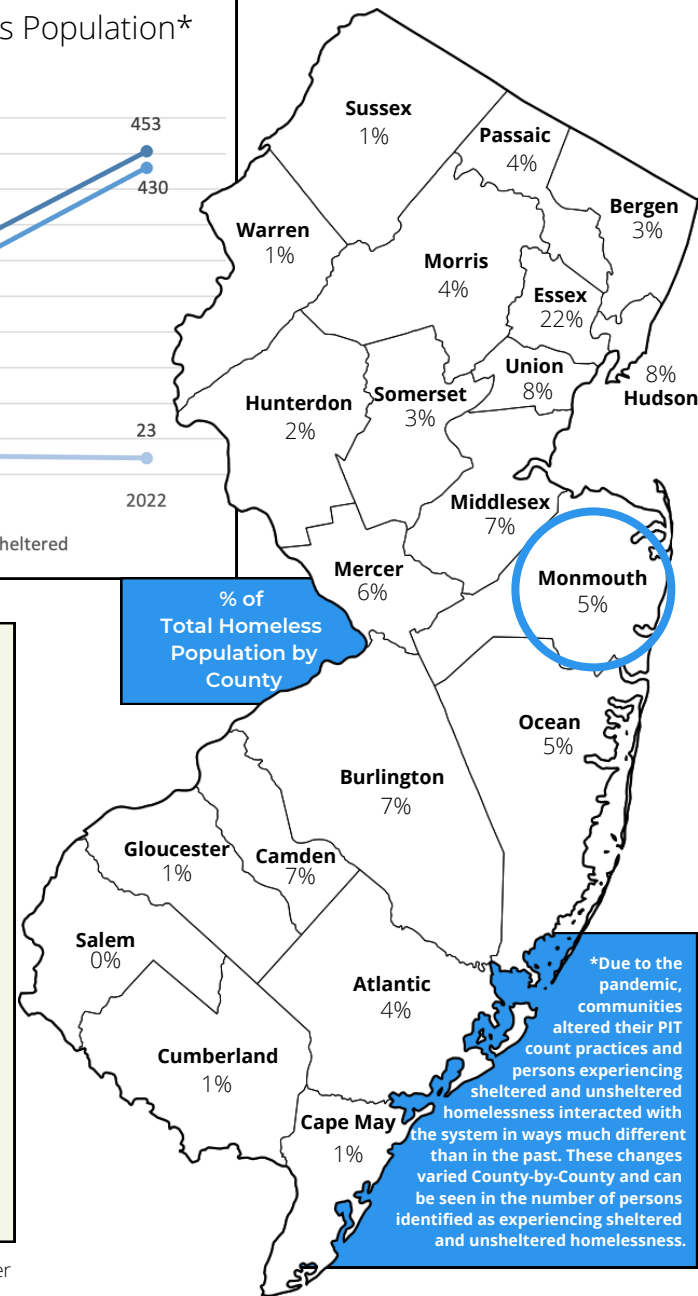 s Population*
453
430
23
2022
heltered
Sussex
1%
Passaic
4%
Bergen
3%
Warren
1%
Morris
4%
Essex
22%
Union
8%
8%
Hudson
Hunterdon
2%
Somerset
3%
Middlesex
7%
Mercer
6%
Monmouth
5%
% of
Total Homeless
Population by
County
Ocean
5%
Burlington
7%
Gloucester
1%
Camden
7%
Salem
0%
Atlantic
4%
Cumberland
1%
Cape May
1%
*Due to the
pandemic,
communities
altered their PIT
count practices and
persons experiencing
sheltered and unsheltered
homelessness interacted with
the system in ways much different
than in the past. These changes
varied County-by-County and can
be seen in the number of persons
identified as experiencing sheltered
and unsheltered homelessness.
er